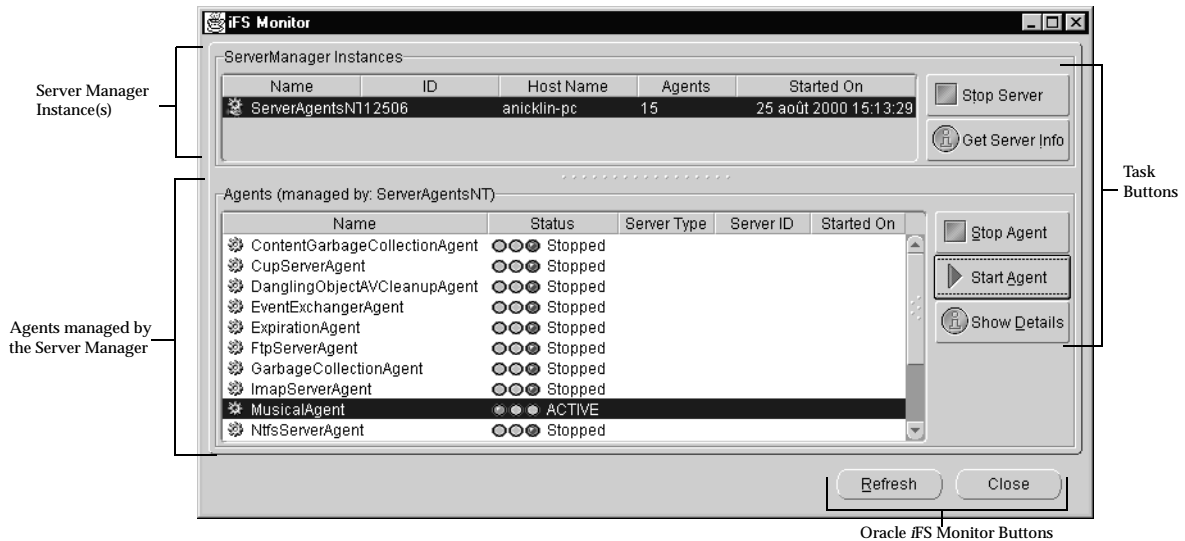 iFS Monitor
ServerManager Instances
Name ID Host Name Agents Started On
ServerAgentsNT12506 anicklin-pc 15 25 août 2000 15:13:29
Stop Server
Get Server Info
Server Manager
Instance(s)
Task
Buttons
Agents (managed by: ServerAgentsNT)
Name Status Server Type Server ID Started On
ContentGarbageCollectionAgent Stopped
CupServerAgent Stopped
DanglingObjectAVCleanupAgent Stopped
EventExchangerAgent Stopped
ExpirationAgent Stopped
FtpServerAgent Stopped
GarbageCollectionAgent Stopped
ImapServerAgent Stopped
MusicalAgent ACTIVE
NtfsServerAgent Stopped
Stop Agent
Start Agent
Show Details
Agents managed by
the Server Manager
Refresh Close
Oracle iFS Monitor Buttons